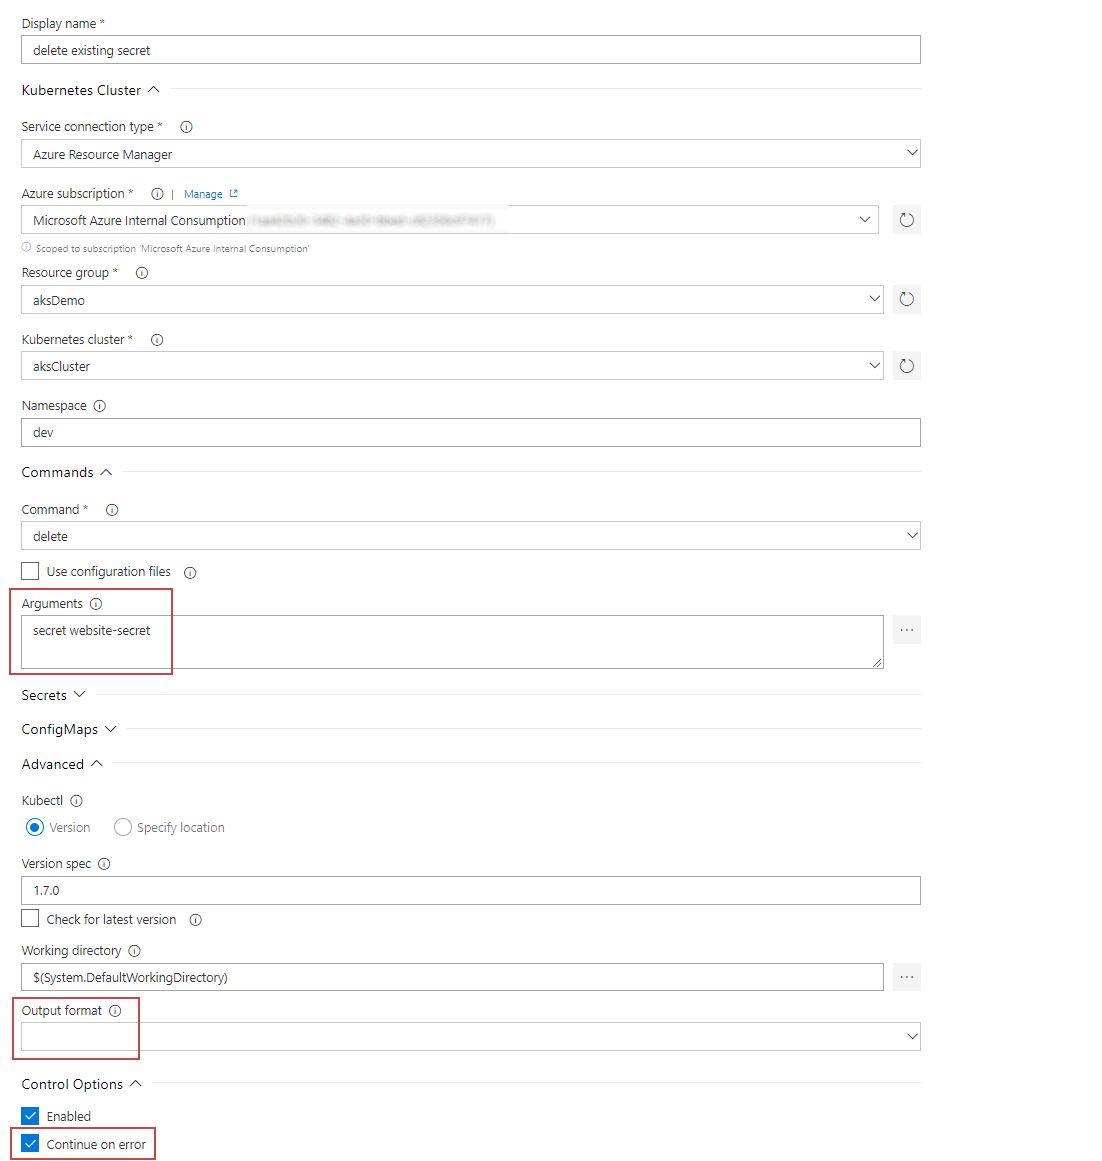 Display name *
delete existing secret
Kubernetes Cluster
Service connection type *
Azure Resource Manager
Azure subscription * | Manage
Microsoft Azure Internal Consumption
Scoped to subscription 'Microsoft Azure Internal Consumption'
Resource group *
aksDemo
Kubernetes cluster *
aksCluster
Namespace
dev
Commands
Command *
delete
Use configuration files
Arguments
secret website-secret
...
Secrets
ConfigMaps
Advanced
Kubectl
Version Specify location
Version spec
1.7.0
Check for latest version
Working directory
$(System.DefaultWorkingDirectory)
...
Output format
Control Options
Enabled
Continue on error